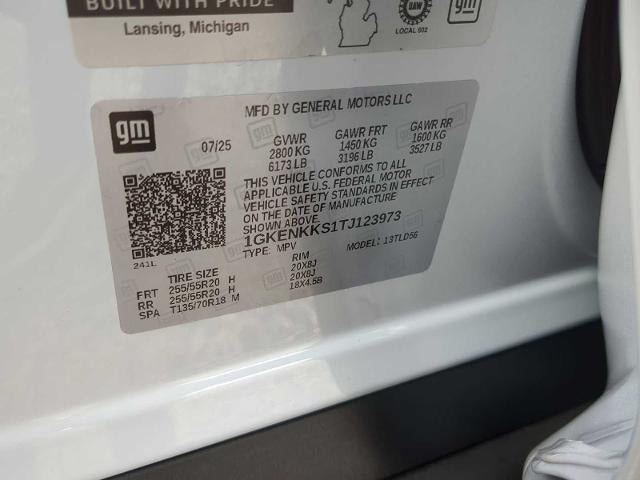 BUILT WITH PRIDE
Lansing, Michigan
UAW
LOCAL 602
gm
gm
MFD BY GENERAL MOTORS LLC
07/25
GVWR GAWR FRT GAWR RR
2800 KG 1450 KG 1600 KG
6173 LB 3196 LB 3527 LB
THIS VEHICLE CONFORMS TO ALL
APPLICABLE U.S. FEDERAL MOTOR
VEHICLE SAFETY STANDARDS IN EFFECT
ON THE DATE OF MANUFACTURE
SHOWN ABOVE.
1GKENKKS1TJ123973
TYPE: MPV MODEL: 13TLD56
241L
TIRE SIZE RIM
FRT 255/55R20 H 20X8J
RR 255/55R20 H 20X8J
SPA T135/70R18 M 18X4.5B